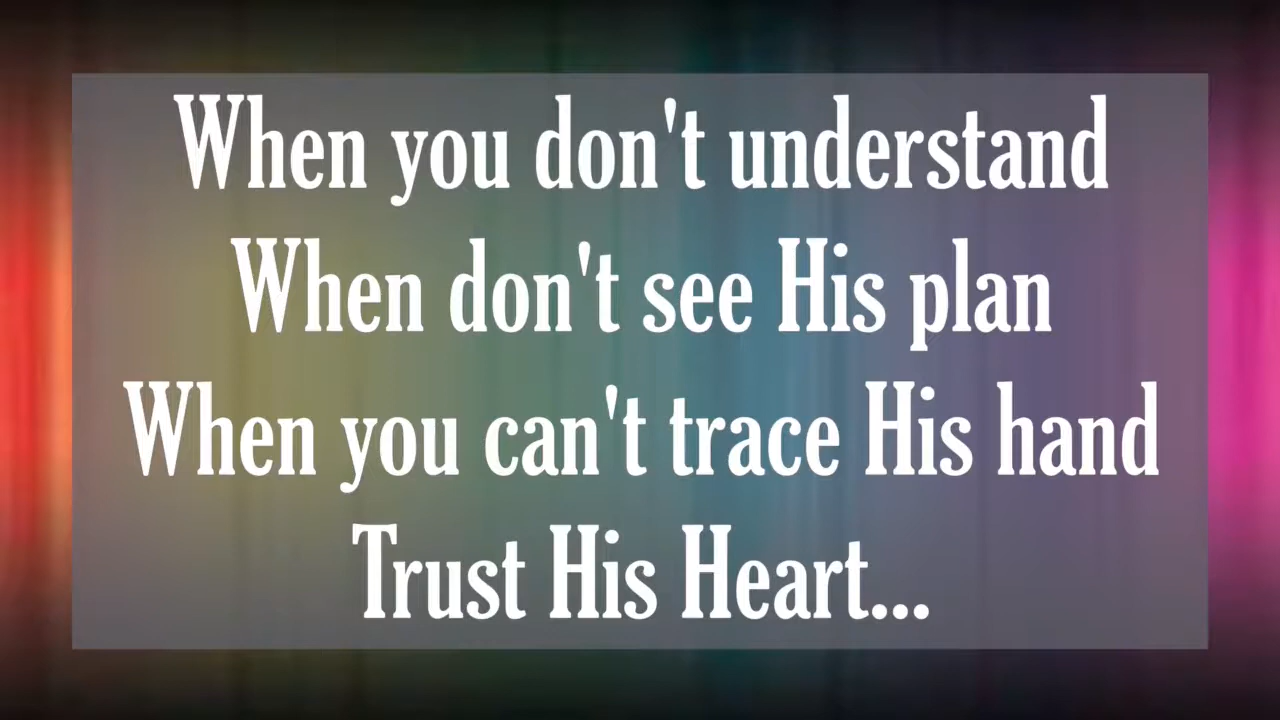 When you don't understand
When don't see His plan
When you can't trace His hand
Trust His Heart...